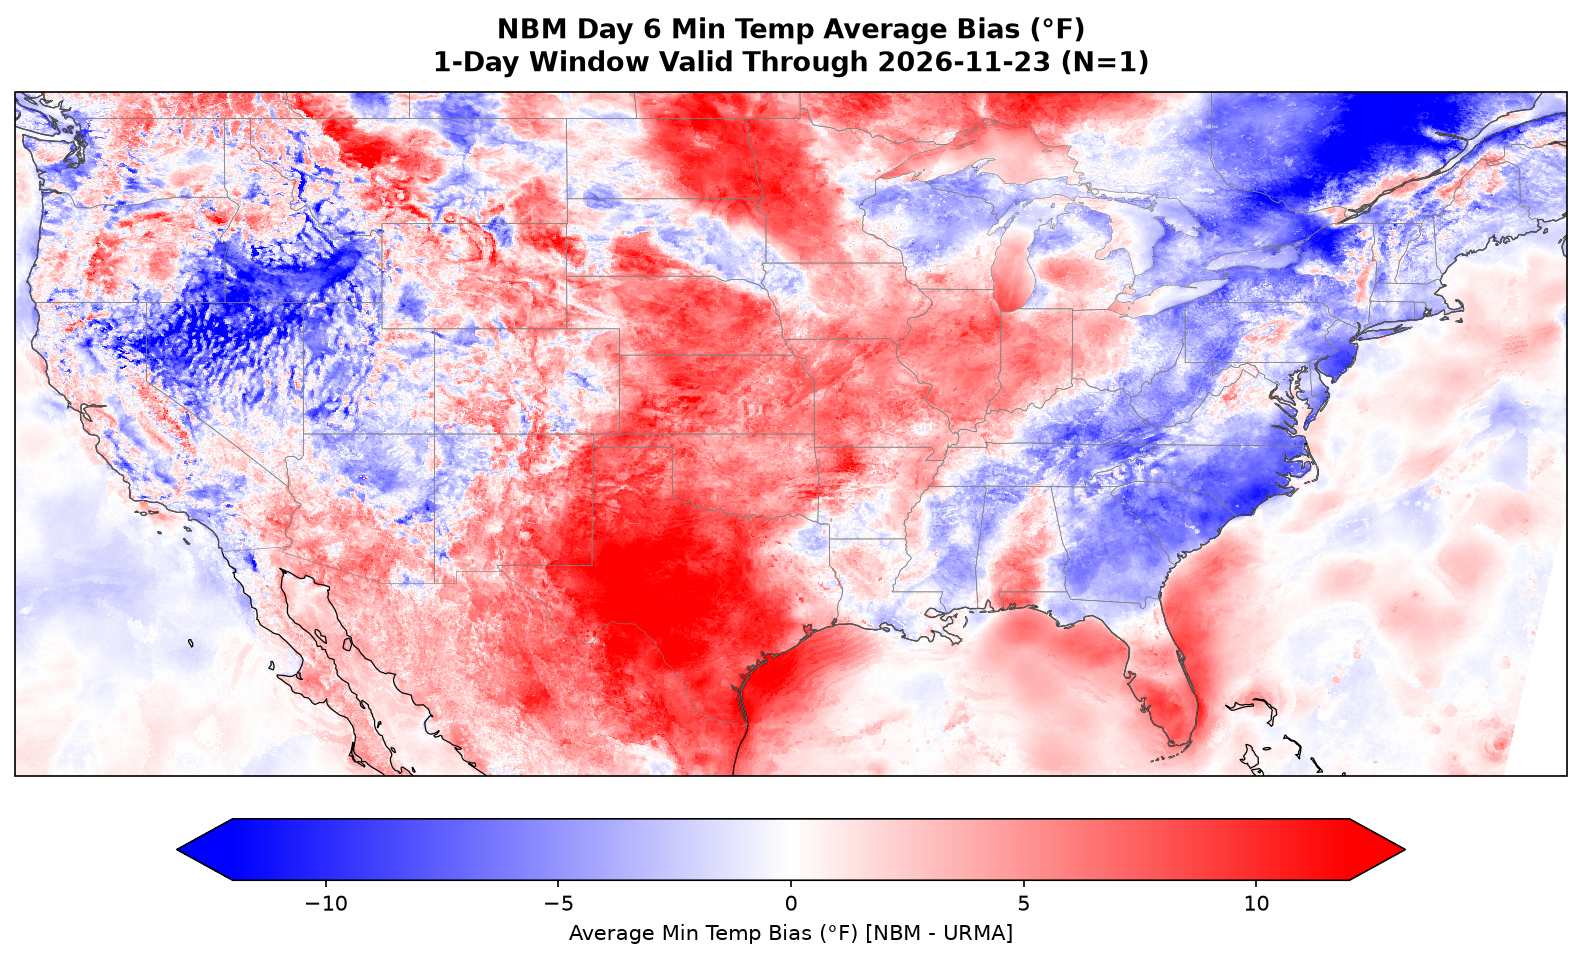 NBM Day 6 Min Temp Average Bias (°F)
1-Day Window Valid Through 2026-11-23 (N=1)
−10 −5 0 5 10
Average Min Temp Bias (°F) [NBM - URMA]